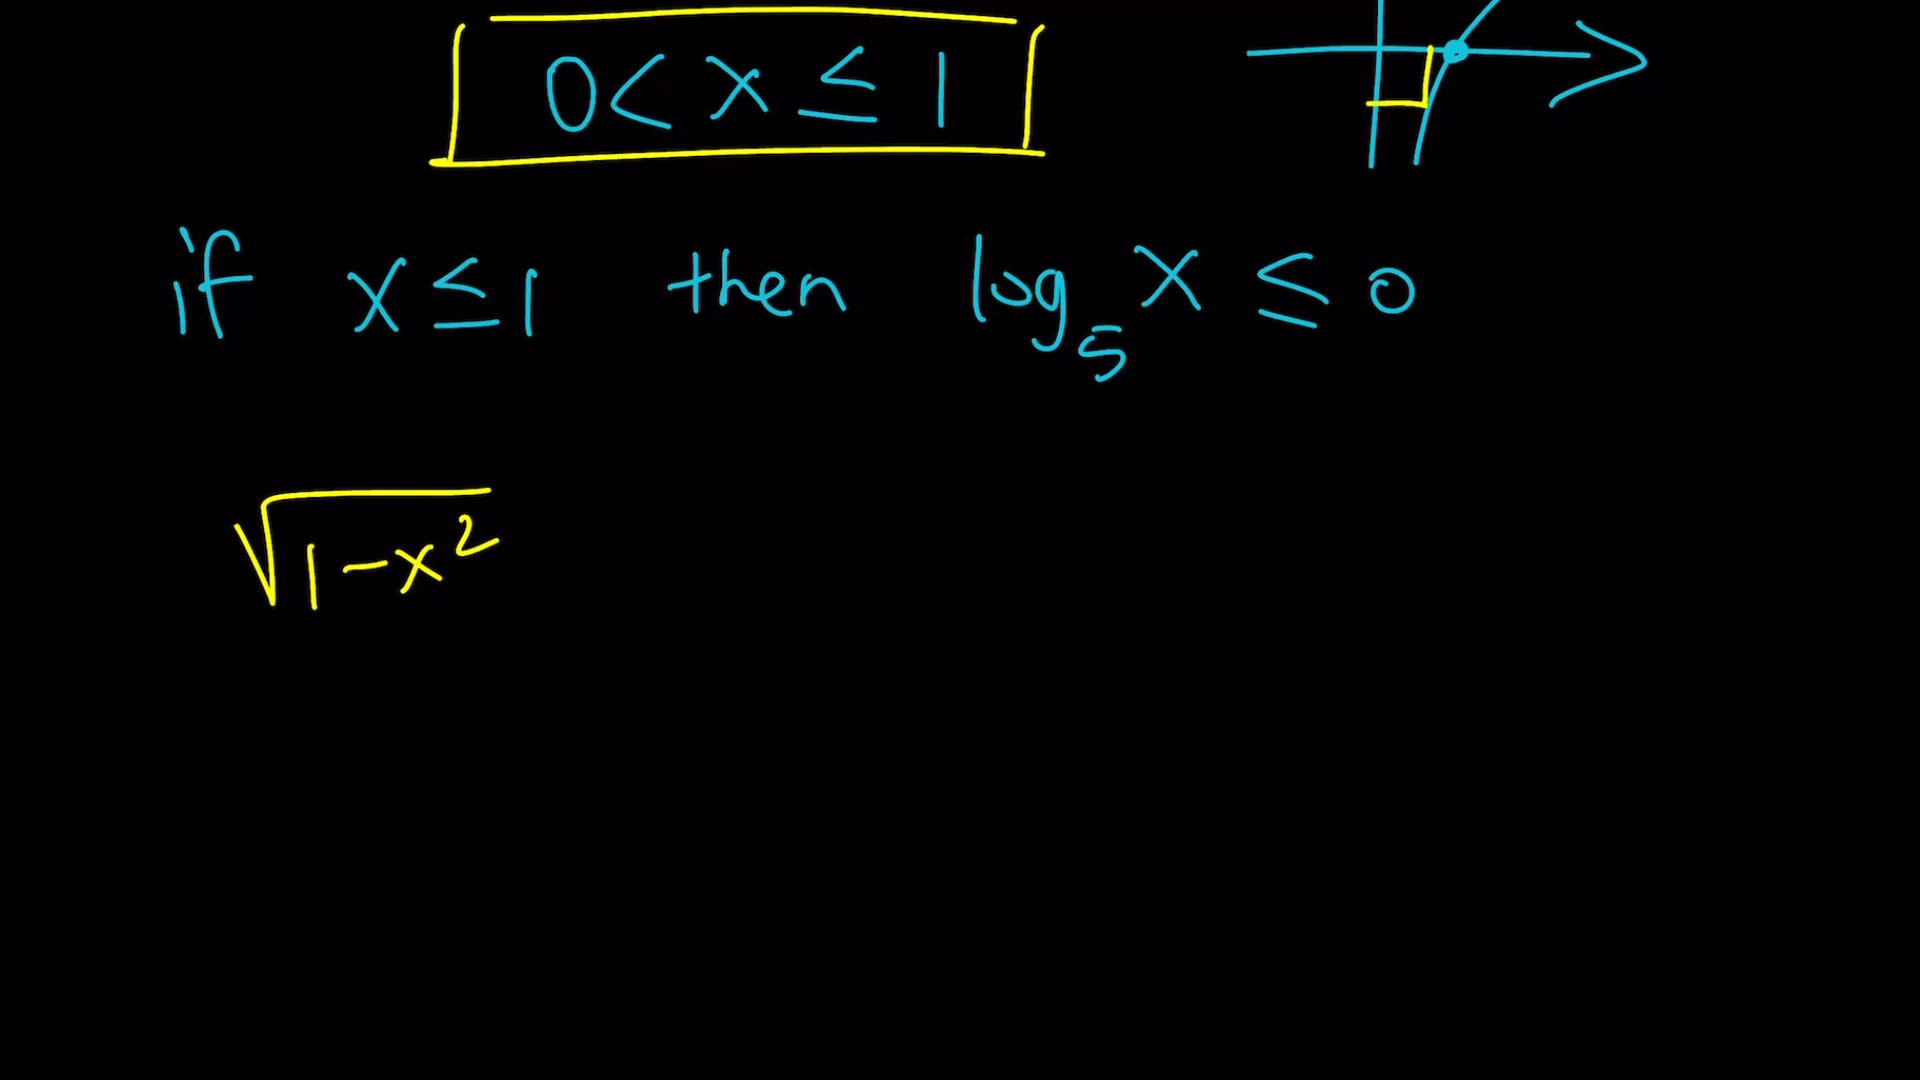 0 < x ≤ 1
if x ≤ 1 then log₅ x ≤ 0
√(1-x²)